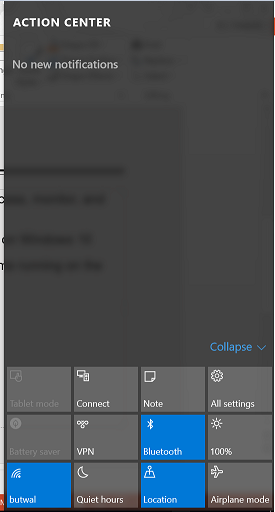 ACTION CENTER
No new notifications
Collapse
Tablet mode Connect Note All settings
Battery saver VPN Bluetooth 100%
butwal Quiet hours Location Airplane mode